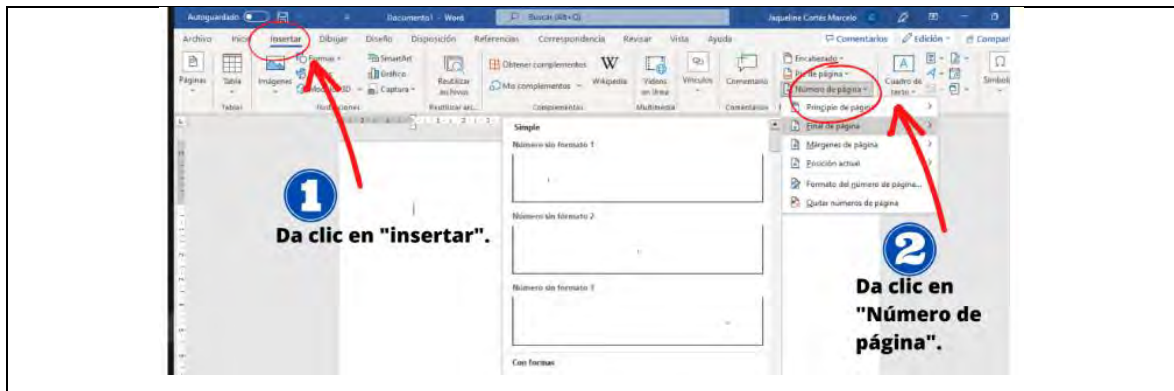 Autoguardado
Documento1 - Word
Buscar (Alt+Q)
Jaqueline Cortés Marcelo
Archivo Inicio Insertar Dibujar Diseño Disposición Referencias Correspondencia Revisar Vista Ayuda
Comentarios Edición
Páginas
Tabla
Imágenes
Formas
3D
SmartArt
Gráfico
Captura
Reutilizar
archivos
Obtener complementos
Mis complementos
Wikipedia
Vídeos
en línea
Vínculos
Comentario
Encabezado
Pie de página
Número de página
Cuadro de
texto
Tablas
Complementos
Multimedia
Comentarios
Principio de página
Final de página
Márgenes de página
Posición actual
Formato del número de página...
Quitar números de página
Simple
Número sin formato 1
Número sin formato 2
Número sin formato 3
Con formas
1
Da clic en "insertar".
2
Da clic en
"Número de
página".